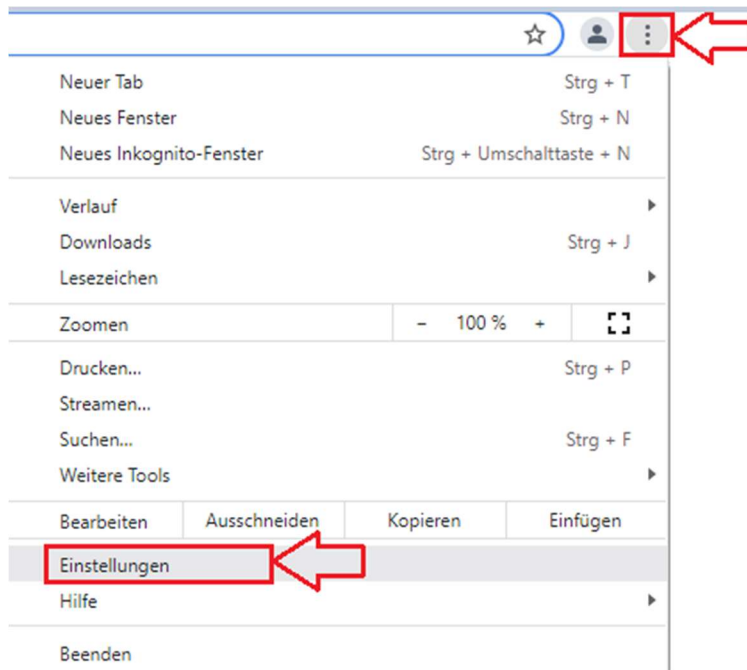 Neuer Tab Strg + T
Neues Fenster Strg + N
Neues Inkognito-Fenster Strg + Umschalttaste + N
Verlauf
Downloads Strg + J
Lesezeichen
Zoomen - 100 % +
Drucken... Strg + P
Streamen...
Suchen... Strg + F
Weitere Tools
Bearbeiten Ausschneiden Kopieren Einfügen
Einstellungen
Hilfe
Beenden